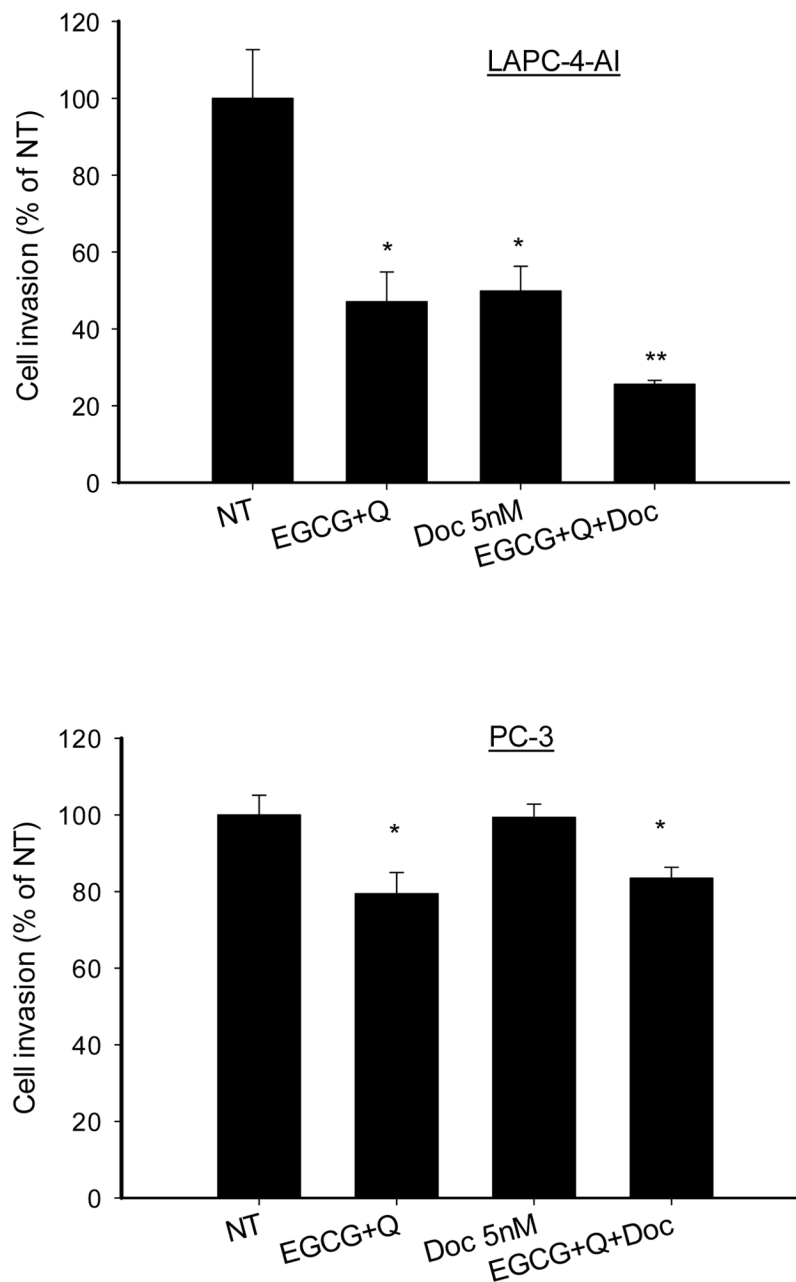 LAPC-4-AI
Cell invasion (% of NT)
120
100
80
60
40
20
0
*
*
**
NT
EGCG+Q
Doc 5nM
EGCG+Q+Doc
PC-3
Cell invasion (% of NT)
120
100
80
60
40
20
0
*
*
NT
EGCG+Q
Doc 5nM
EGCG+Q+Doc